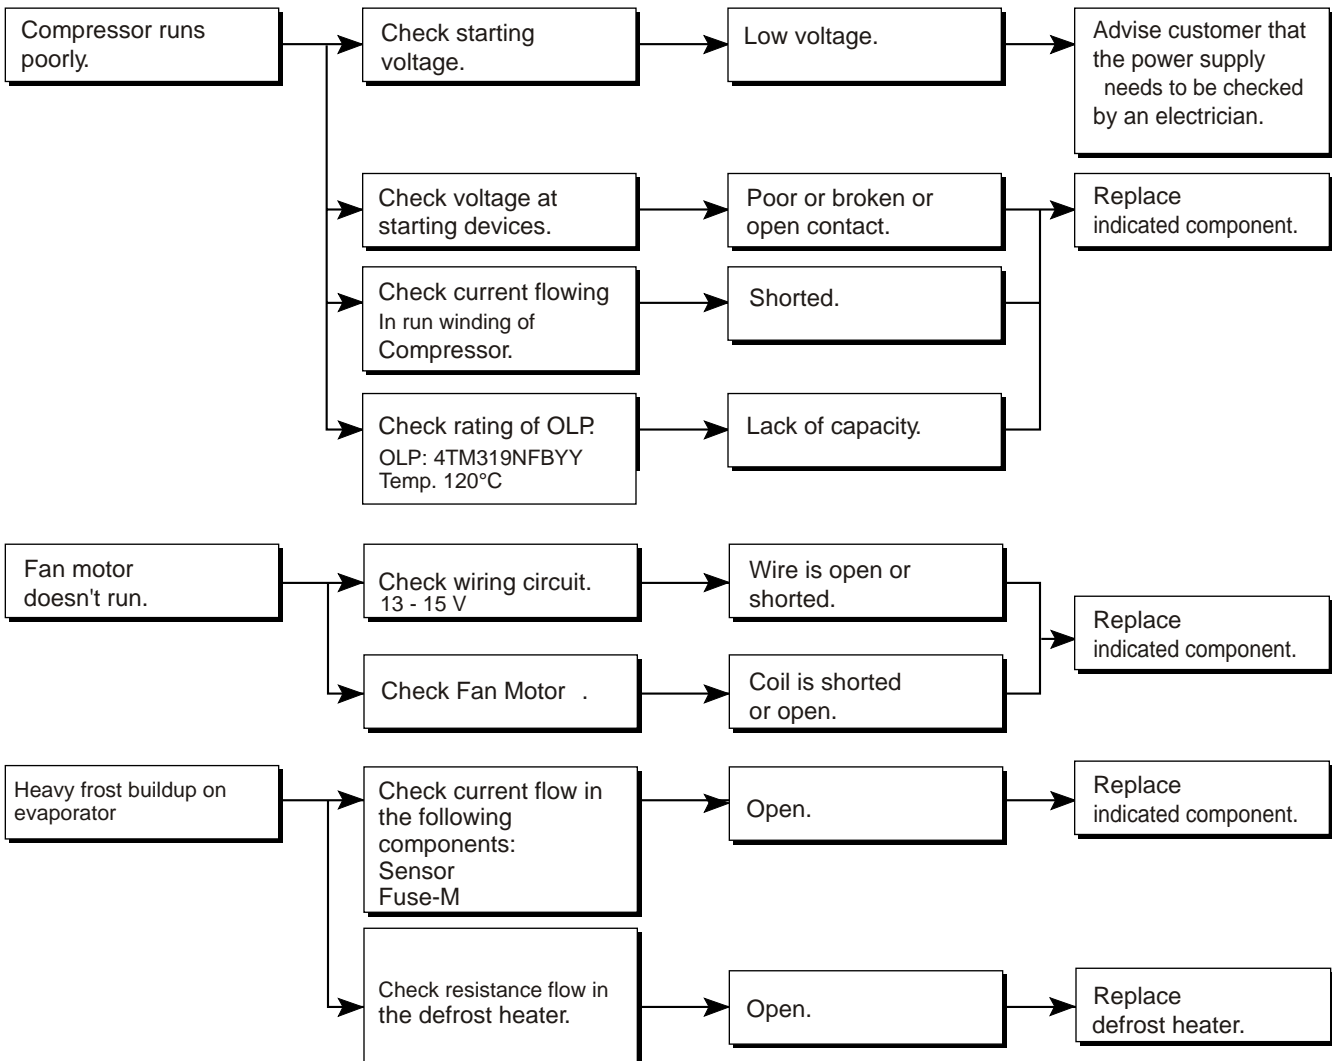 Compressor runs
poorly.
Check starting
voltage.
Low voltage.
Advise customer that
the power supply
needs to be checked
by an electrician.
Check voltage at
starting devices.
Poor or broken or
open contact.
Replace
indicated component.
Check current flowing
In run winding of
Compressor.
Shorted.
Check rating of OLP.
OLP: 4TM319NFBYY
Temp. 120°C
Lack of capacity.
Fan motor
doesn't run.
Check wiring circuit.
13 - 15 V
Wire is open or
shorted.
Replace
indicated component.
Check Fan Motor .
Coil is shorted
or open.
Heavy frost buildup on
evaporator
Check current flow in
the following
components:
Sensor
Fuse-M
Open.
Replace
indicated component.
Check resistance flow in
the defrost heater.
Open.
Replace
defrost heater.